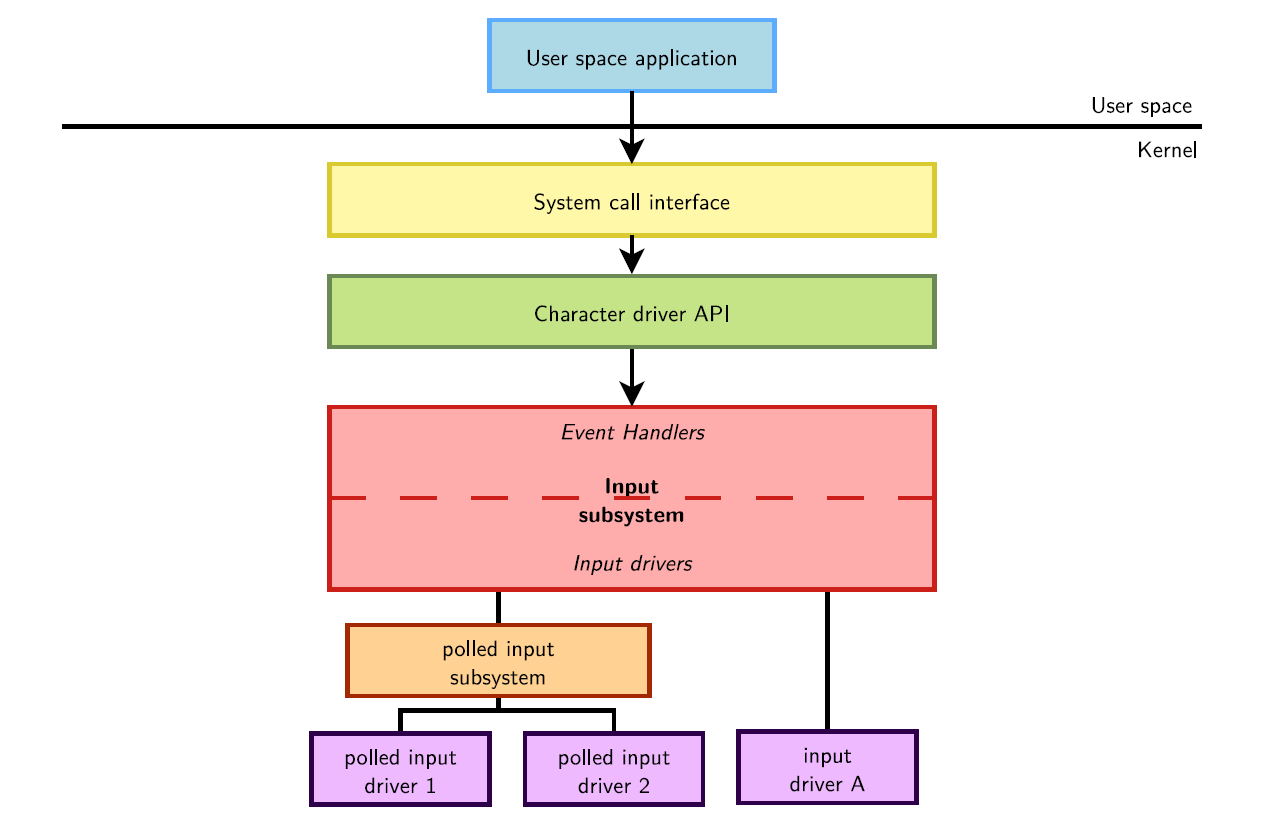 User space application
User space
Kernel
System call interface
Character driver API
Event Handlers
Input
subsystem
Input drivers
polled input
subsystem
polled input
driver 1
polled input
driver 2
input
driver A